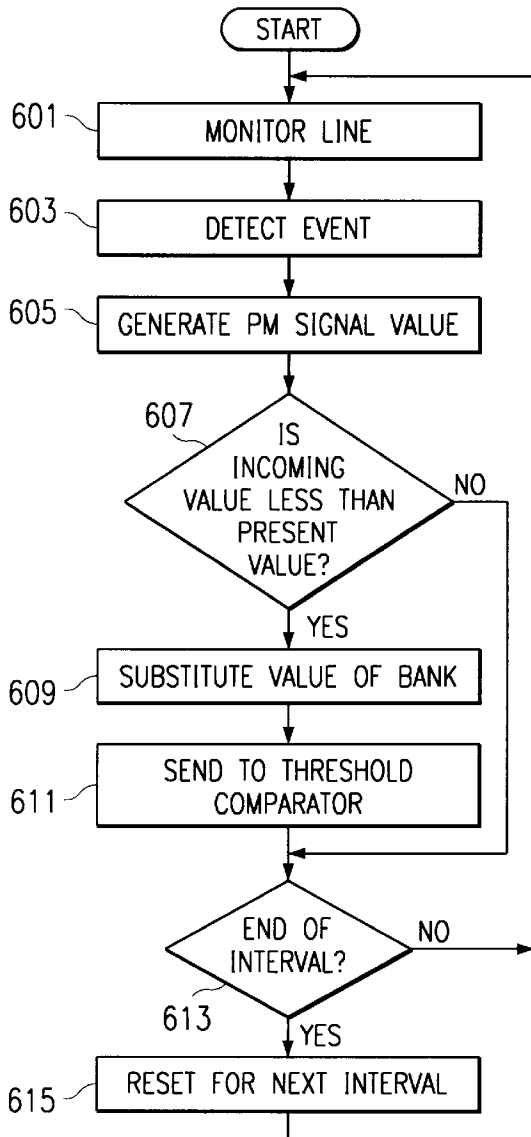 START
601
MONITOR LINE
603
DETECT EVENT
605
GENERATE PM SIGNAL VALUE
607
IS
INCOMING
VALUE LESS THAN
PRESENT
VALUE?
NO
YES
609
SUBSTITUTE VALUE OF BANK
611
SEND TO THRESHOLD
COMPARATOR
END OF
INTERVAL?
NO
613
YES
615
RESET FOR NEXT INTERVAL